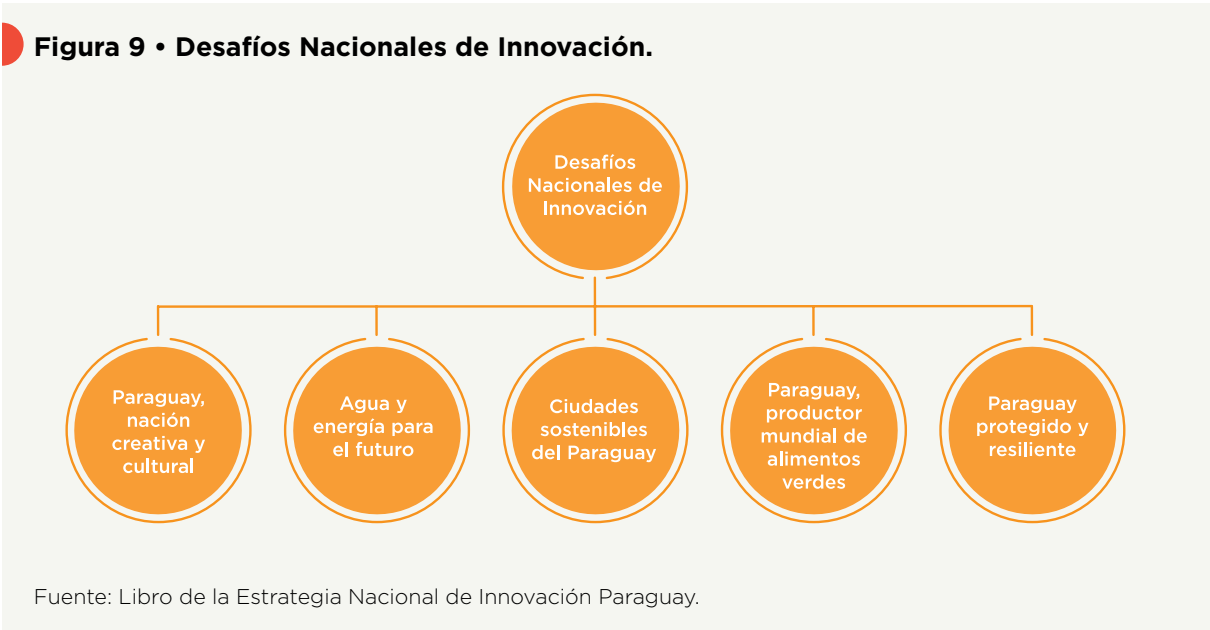 Figura 9 • Desafíos Nacionales de Innovación.
Desafíos
Nacionales de
Innovación
Paraguay,
nación
creativa y
cultural
Agua y
energía para
el futuro
Ciudades
sostenibles
del Paraguay
Paraguay,
productor
mundial de
alimentos
verdes
Paraguay
protegido y
resiliente
Fuente: Libro de la Estrategia Nacional de Innovación Paraguay.